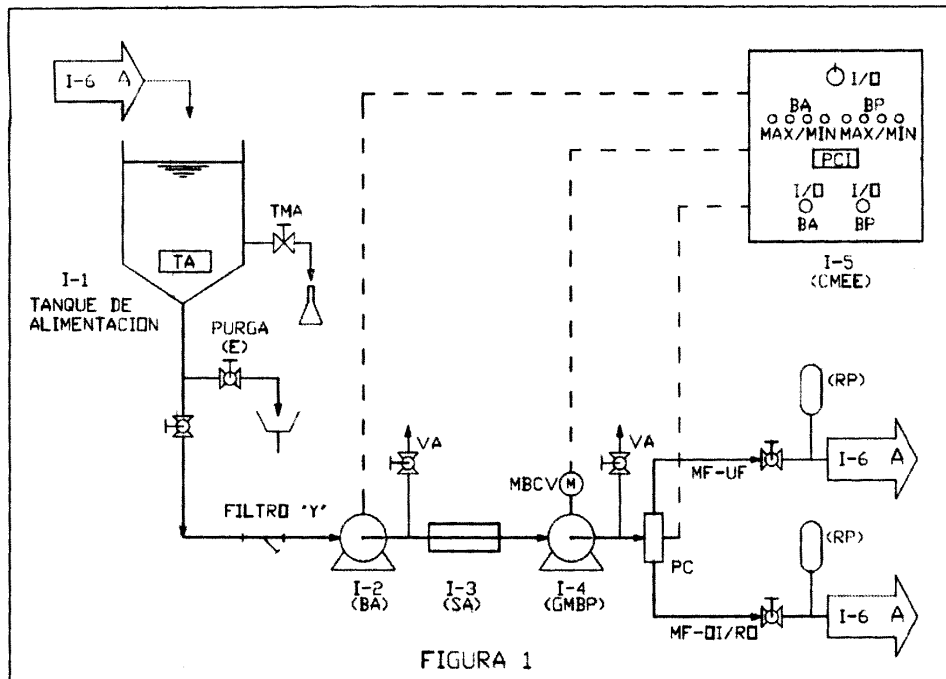 I-6 A
I/O
BA BP
MAX/MIN MAX/MIN
PCI
I/O I/O
BA BP
I-5
(CMEE)
TMA
TA
I-1
TANQUE DE
ALIMENTACION
PURGA
(E)
VA
VA
(RP)
MBCV
M
MF-UF
I-6 A
FILTRO "Y"
(RP)
PC
I-2
(BA)
I-3
(SA)
I-4
(GMBP)
MF-OI/RO
I-6 A
FIGURA 1